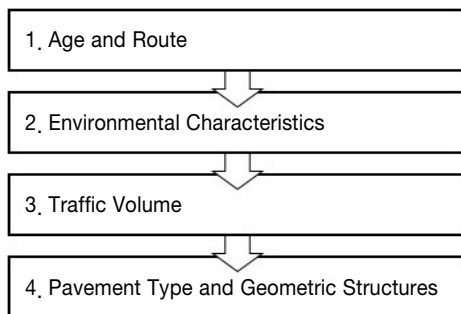 1. Age and Route
2. Environmental Characteristics
3. Traffic Volume
4. Pavement Type and Geometric Structures